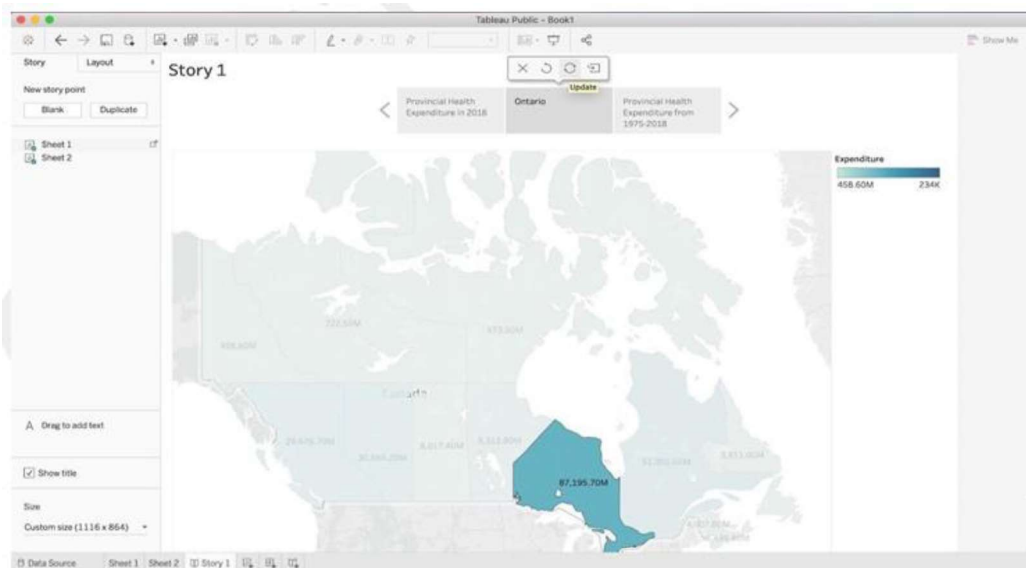 Tableau Public - Book1
Show Me
Story
Layout
New story point
Blank
Duplicate
Sheet 1
Sheet 2
A Drag to add text
Show title
Size
Custom size (1116 x 864)
Story 1
Update
Provincial Health
Expenditure in 2018
Ontario
Provincial Health
Expenditure from
1975-2018
Expenditure
458.60M
234K
Canada
87,195.70M
Data Source
Sheet 1
Sheet 2
Story 1